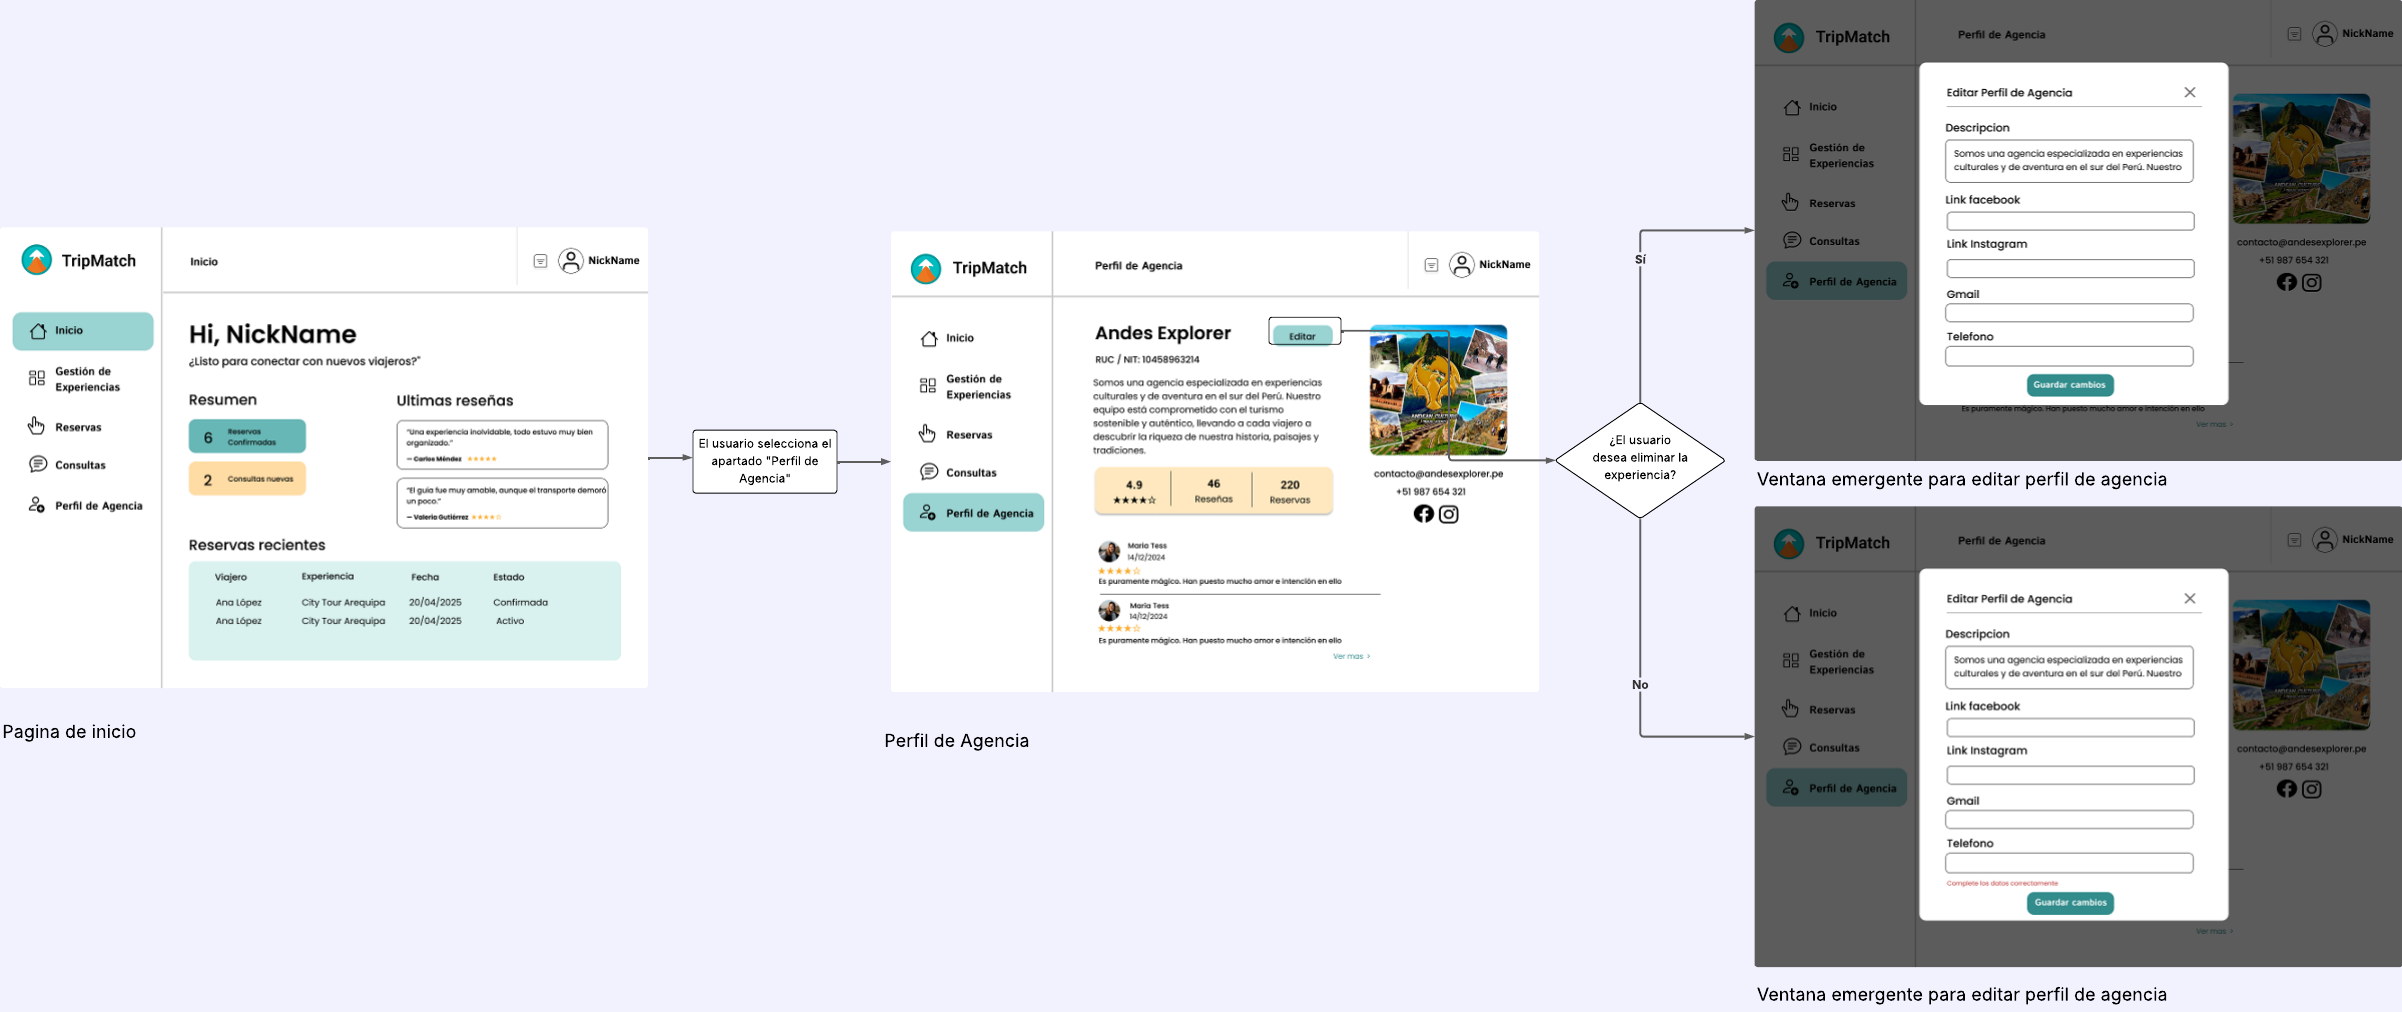 TripMatch
Inicio
NickName
Inicio
Gestión de
Experiencias
Reservas
Consultas
Perfil de Agencia
Hi, NickName
¿Listo para conectar con nuevos viajeros?"
Resumen
6 Reservas
Confirmadas
2 Consultas nuevas
Ultimas reseñas
"Una experiencia inolvidable, todo estuvo muy bien
organizado."
— Carlos Méndez ★★★★★
"El guía fue muy amable, aunque el transporte demoró
un poco."
— Valeria Gutiérrez ★★★★☆
Reservas recientes
Viajero Experiencia Fecha Estado
Ana López City Tour Arequipa 20/04/2025 Confirmada
Ana López City Tour Arequipa 20/04/2025 Activo
Pagina de inicio
El usuario selecciona el
apartado "Perfil de
Agencia"
TripMatch
Perfil de Agencia
NickName
Inicio
Gestión de
Experiencias
Reservas
Consultas
Perfil de Agencia
Andes Explorer
Editar
RUC / NIT: 10458963214
Somos una agencia especializada en experiencias
culturales y de aventura en el sur del Perú. Nuestro
equipo está comprometido con el turismo
sostenible y auténtico, llevando a cada viajero a
descubrir la riqueza de nuestra historia, paisajes y
tradiciones.
4.9 46 220
★★★★☆ Reseñas Reservas
contacto@andesexplorer.pe
+51 987 654 321
Maria Tess
14/12/2024
★★★★☆
Es puramente mágico. Han puesto mucho amor e intención en ello
Maria Tess
14/12/2024
★★★★☆
Es puramente mágico. Han puesto mucho amor e intención en ello
Ver mas >
Perfil de Agencia
¿El usuario
desea eliminar la
experiencia?
Sí
No
TripMatch
Perfil de Agencia
NickName
Inicio
Gestión de
Experiencias
Reservas
Consultas
Perfil de Agencia
Editar Perfil de Agencia
Descripcion
Somos una agencia especializada en experiencias
culturales y de aventura en el sur del Perú. Nuestro
Link facebook
Link Instagram
Gmail
Telefono
Guardar cambios
contacto@andesexplorer.pe
+51 987 654 321
Es puramente mágico. Han puesto mucho amor e intención en ello
Ver mas >
Ventana emergente para editar perfil de agencia
TripMatch
Perfil de Agencia
NickName
Inicio
Gestión de
Experiencias
Reservas
Consultas
Perfil de Agencia
Editar Perfil de Agencia
Descripcion
Somos una agencia especializada en experiencias
culturales y de aventura en el sur del Perú. Nuestro
Link facebook
Link Instagram
Gmail
Telefono
Complete los datos correctamente
Guardar cambios
contacto@andesexplorer.pe
+51 987 654 321
Ver mas >
Ventana emergente para editar perfil de agencia